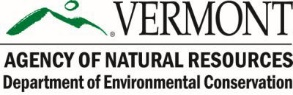 VERMONT
AGENCY OF NATURAL RESOURCES
Department of Environmental Conservation